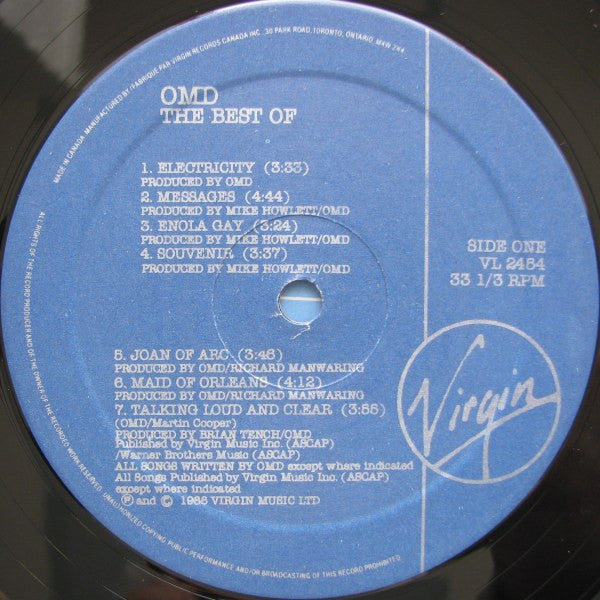 MADE IN CANADA. MANUFACTURED BY / FABRIQUE PAR VIRGIN RECORDS CANADA INC. 30 PARK ROAD, TORONTO, ONTARIO. M4W 2N4
OMD
THE BEST OF
1. ELECTRICITY (3:33)
PRODUCED BY OMD
2. MESSAGES (4:44)
PRODUCED BY MIKE HOWLETT/OMD
3. ENOLA GAY (3:24)
PRODUCED BY MIKE HOWLETT/OMD
4. SOUVENIR (3:37)
PRODUCED BY MIKE HOWLETT/OMD
SIDE ONE
VL 2454
33 1/3 RPM
5. JOAN OF ARC (3:46)
PRODUCED BY OMD/RICHARD MANWARING
6. MAID OF ORLEANS (4:12)
PRODUCED BY OMD/RICHARD MANWARING
7. TALKING LOUD AND CLEAR (3:56)
(OMD/Martin Cooper)
PRODUCED BY BRIAN TENCH/OMD
Published by Virgin Music Inc. (ASCAP)
/Warner Brothers Music (ASCAP)
ALL SONGS WRITTEN BY OMD except where indicated
All Songs Published by Virgin Music Inc. (ASCAP)
except where indicated
Ⓟ and © 1988 VIRGIN MUSIC LTD
Virgin
ALL RIGHTS OF THE RECORD PRODUCER AND OF THE OWNER OF THE RECORDED WORK RESERVED. UNAUTHORIZED COPYING PUBLIC PERFORMANCE AND/OR BROADCASTING OF THIS RECORD PROHIBITED.